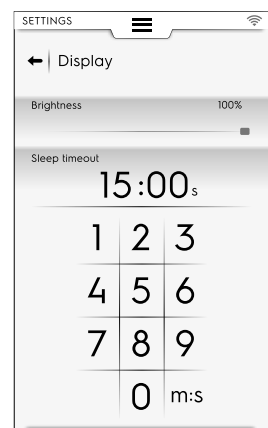 SETTINGS
Display
Brightness 100%
Sleep timeout
15:00s
1 2 3
4 5 6
7 8 9
0 m:s